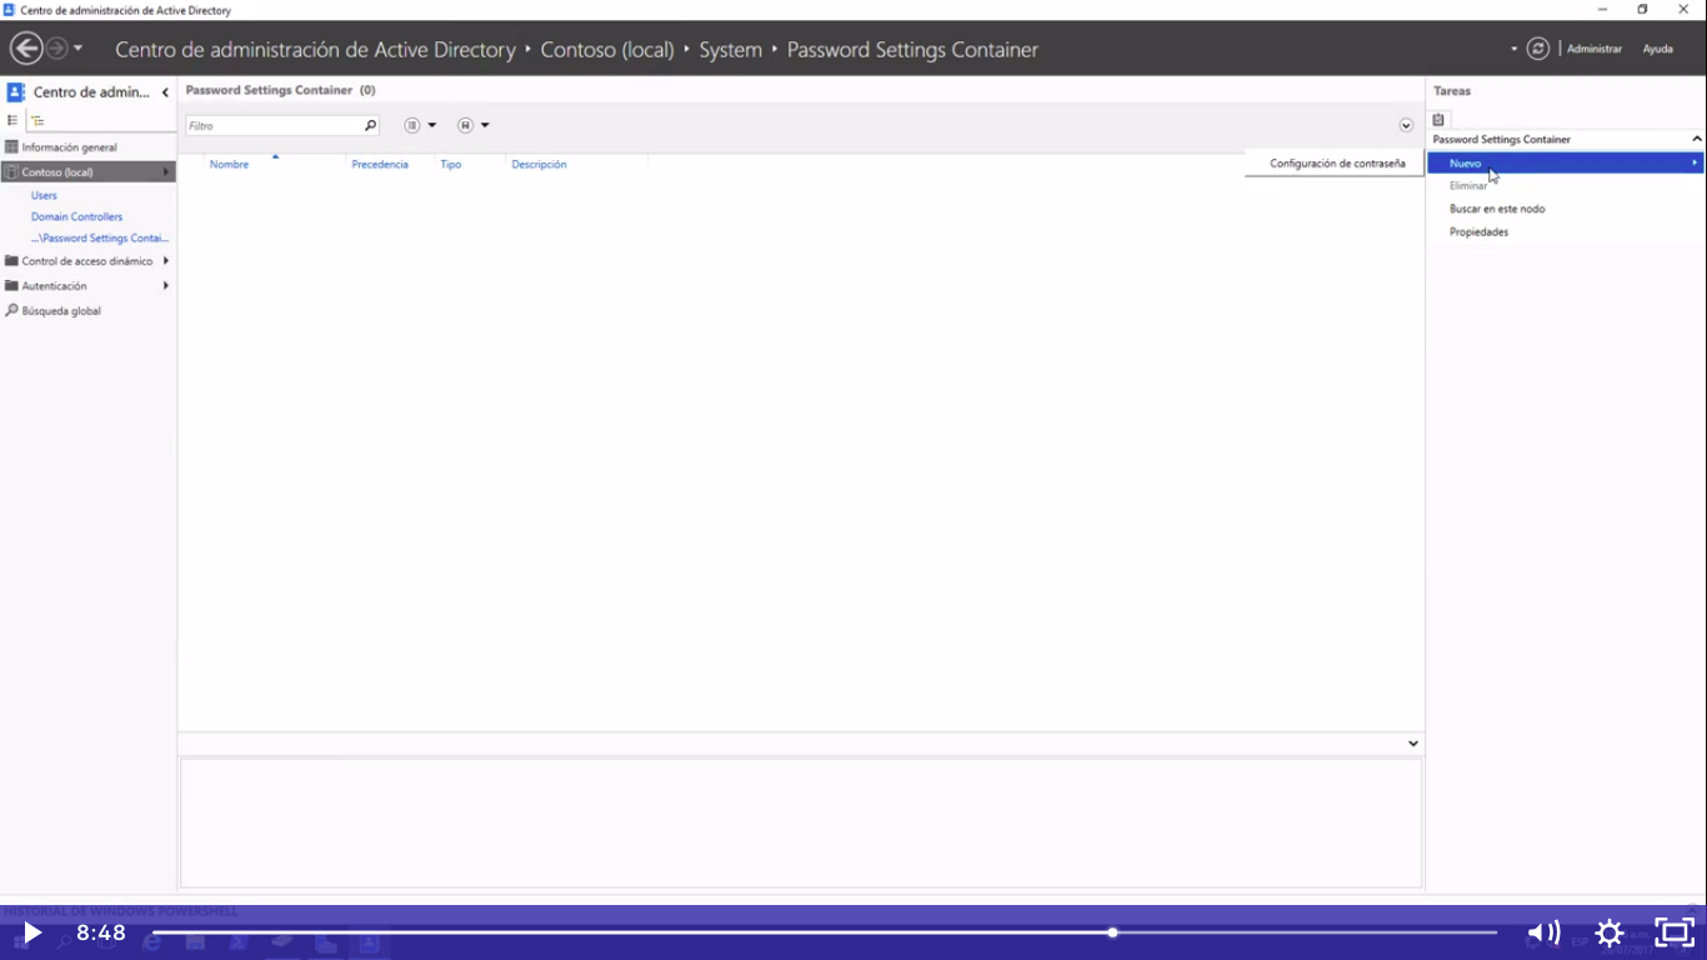 Centro de administración de Active Directory
Centro de administración de Active Directory • Contoso (local) • System • Password Settings Container
Administrar
Ayuda
Centro de admin...
Información general
Contoso (local)
Users
Domain Controllers
...\Password Settings Contai...
Control de acceso dinámico
Autenticación
Búsqueda global
Password Settings Container (0)
Filtro
Nombre
Precedencia
Tipo
Descripción
Configuración de contraseña
Tareas
Password Settings Container
Nuevo
Eliminar
Buscar en este nodo
Propiedades
HISTORIAL DE WINDOWS POWERSHELL
8:48
ESP